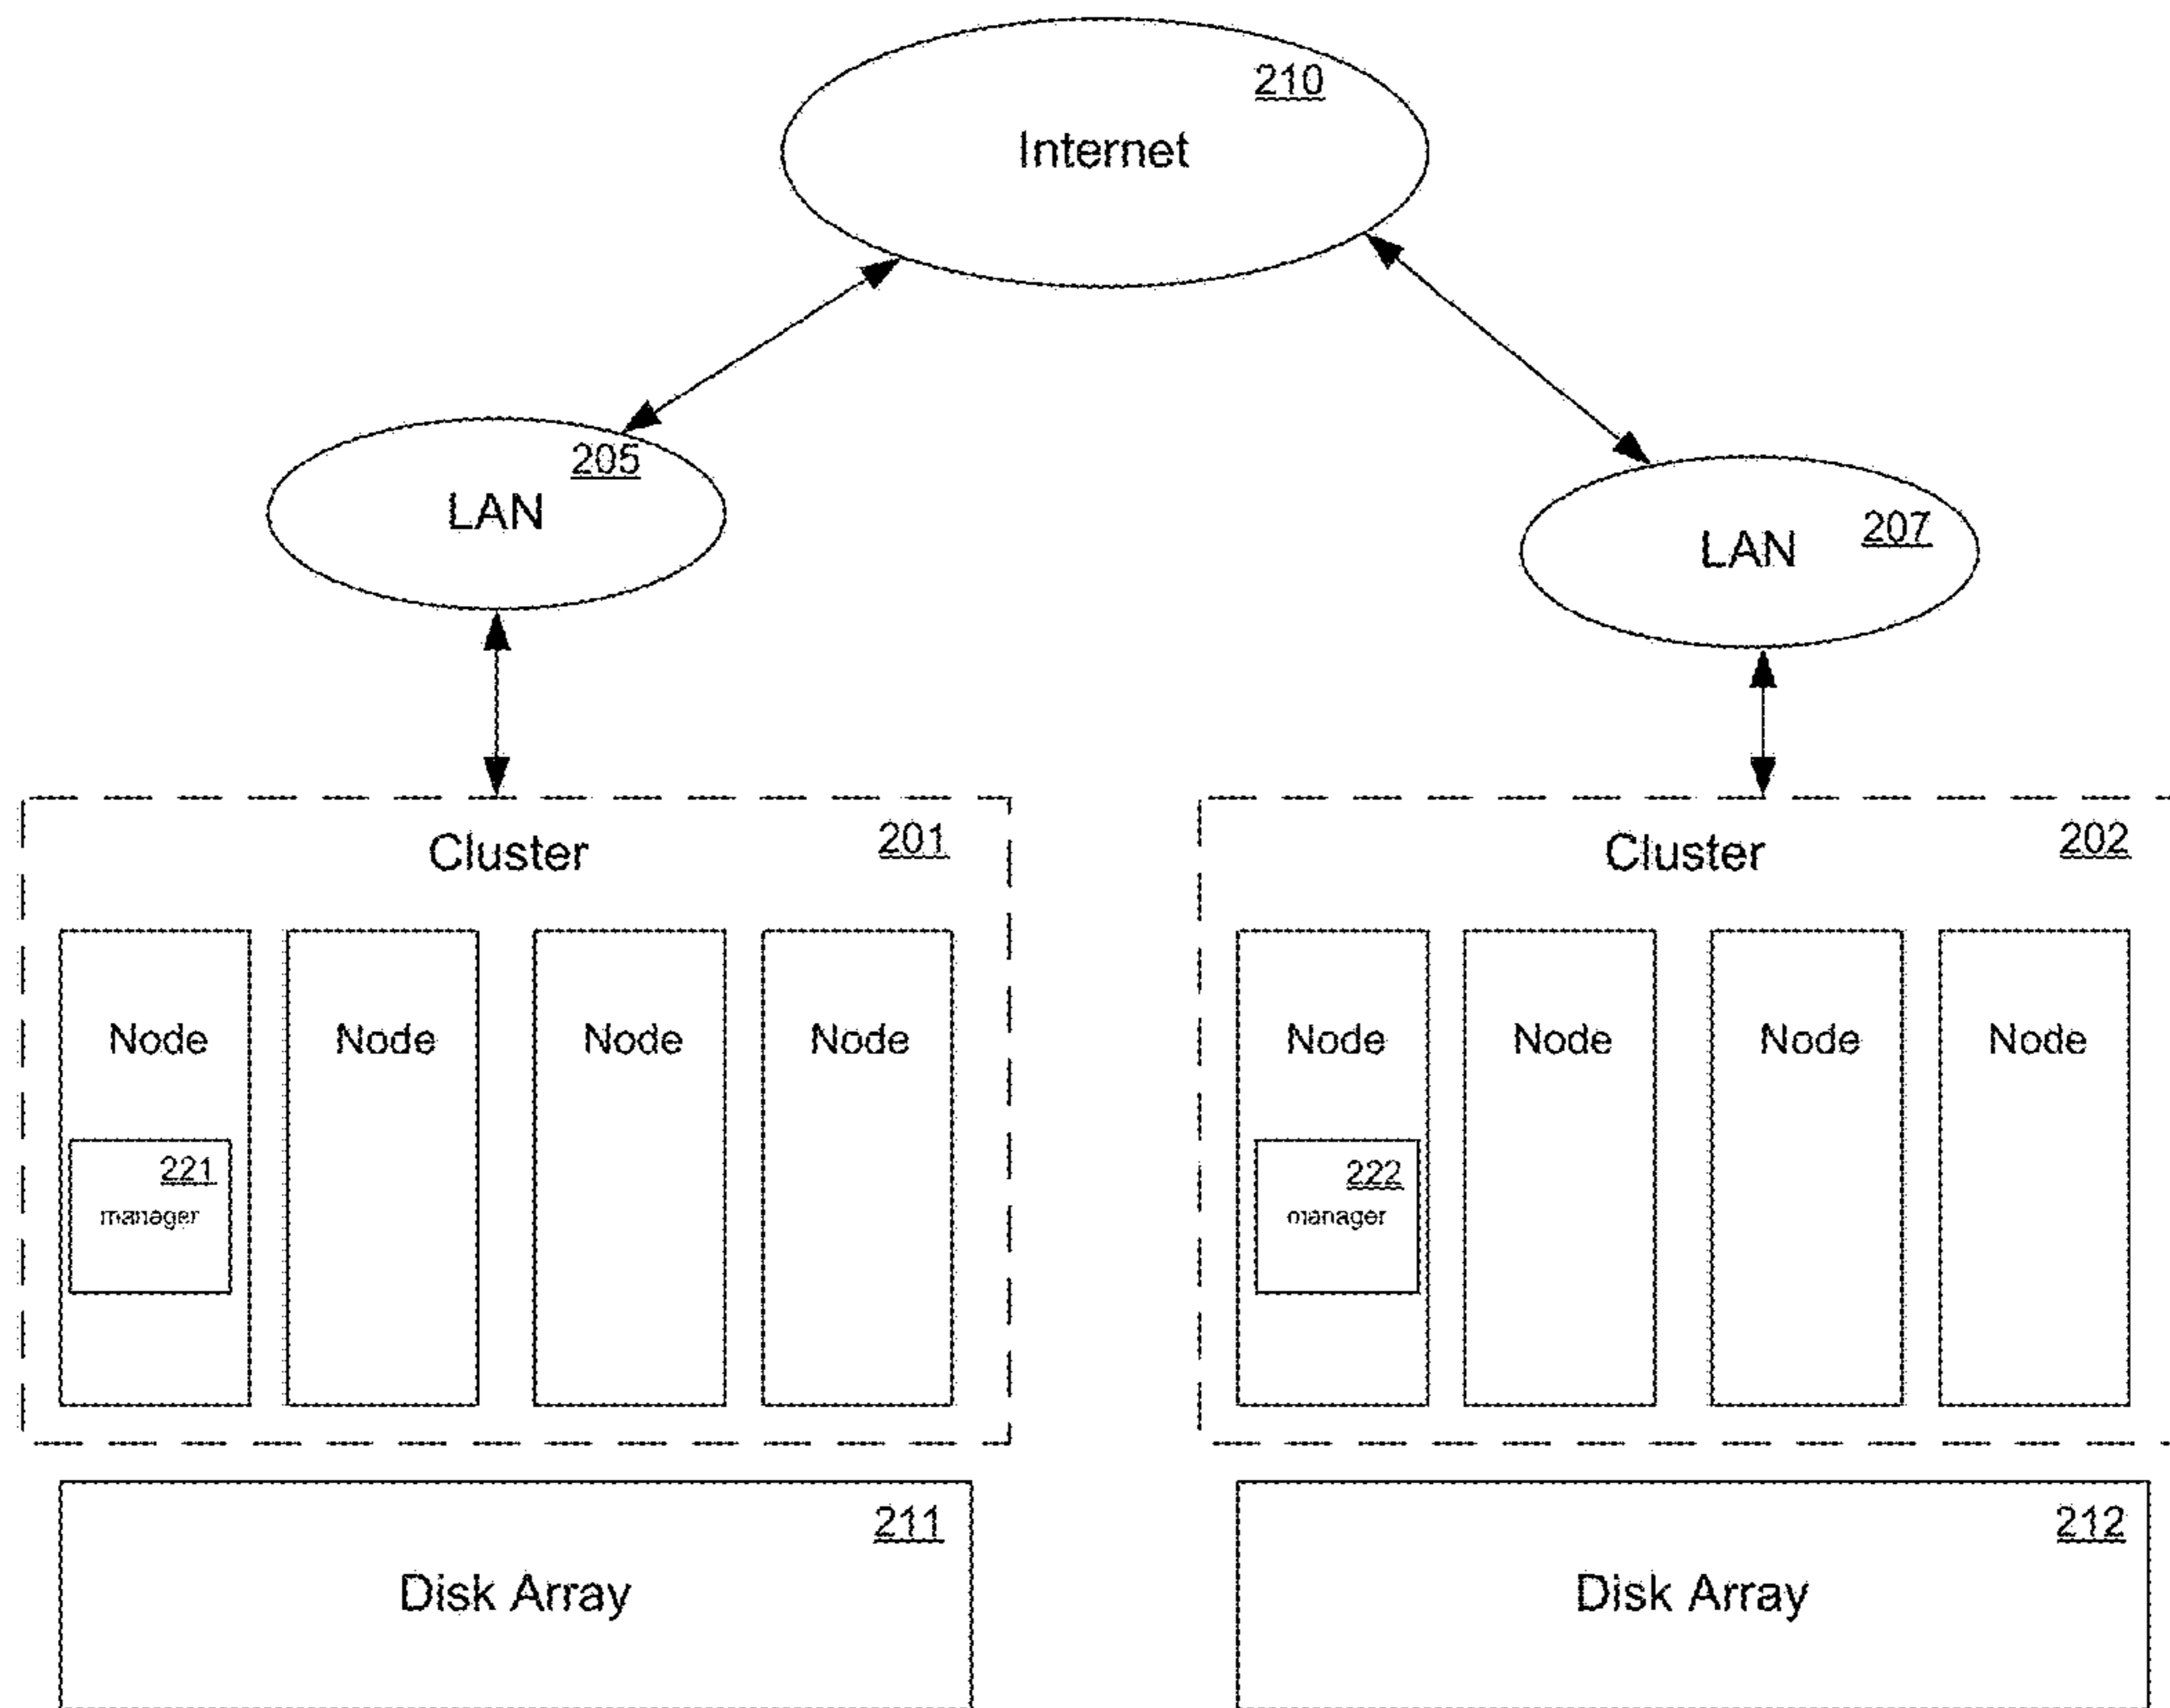 210
Internet
205
LAN
207
LAN
Cluster 201
Node Node Node Node
221
manager
Cluster 202
Node Node Node Node
222
manager
211
Disk Array
212
Disk Array